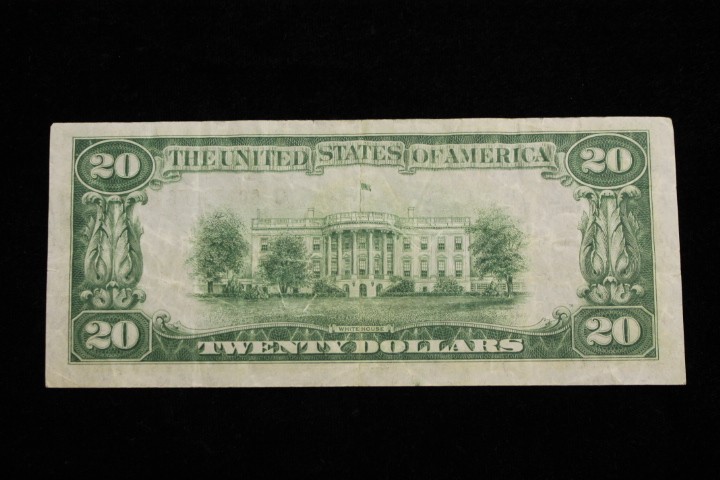 20 THE UNITED STATES OF AMERICA 20
WHITE HOUSE
20 TWENTY DOLLARS 20